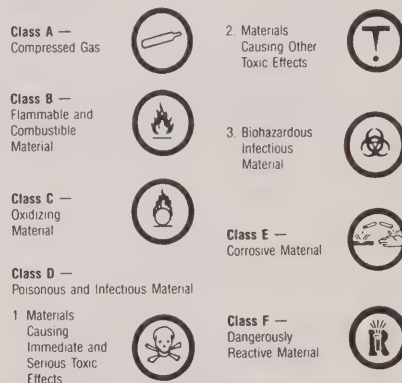 Class A —
Compressed Gas
Class B —
Flammable and
Combustible
Material
Class C —
Oxidizing
Material
Class D —
Poisonous and Infectious Material
1 Materials
Causing
Immediate and
Serious Toxic
Effects
2. Materials
Causing Other
Toxic Effects
T
3. Biohazardous
Infectious
Material
Class E —
Corrosive Material
Class F —
Dangerously
Reactive Material
R